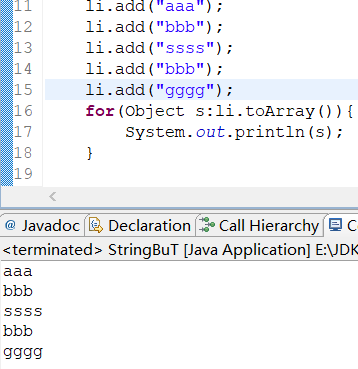 11 li.add("aaa");
12 li.add("bbb");
13 li.add("ssss");
14 li.add("bbb");
15 li.add("gggg");
16 for(Object s:li.toArray()){
17 System.out.println(s);
18 }
19
@ Javadoc Declaration Call Hierarchy
<terminated> StringBuT [Java Application] E:\JDK
aaa
bbb
ssss
bbb
gggg